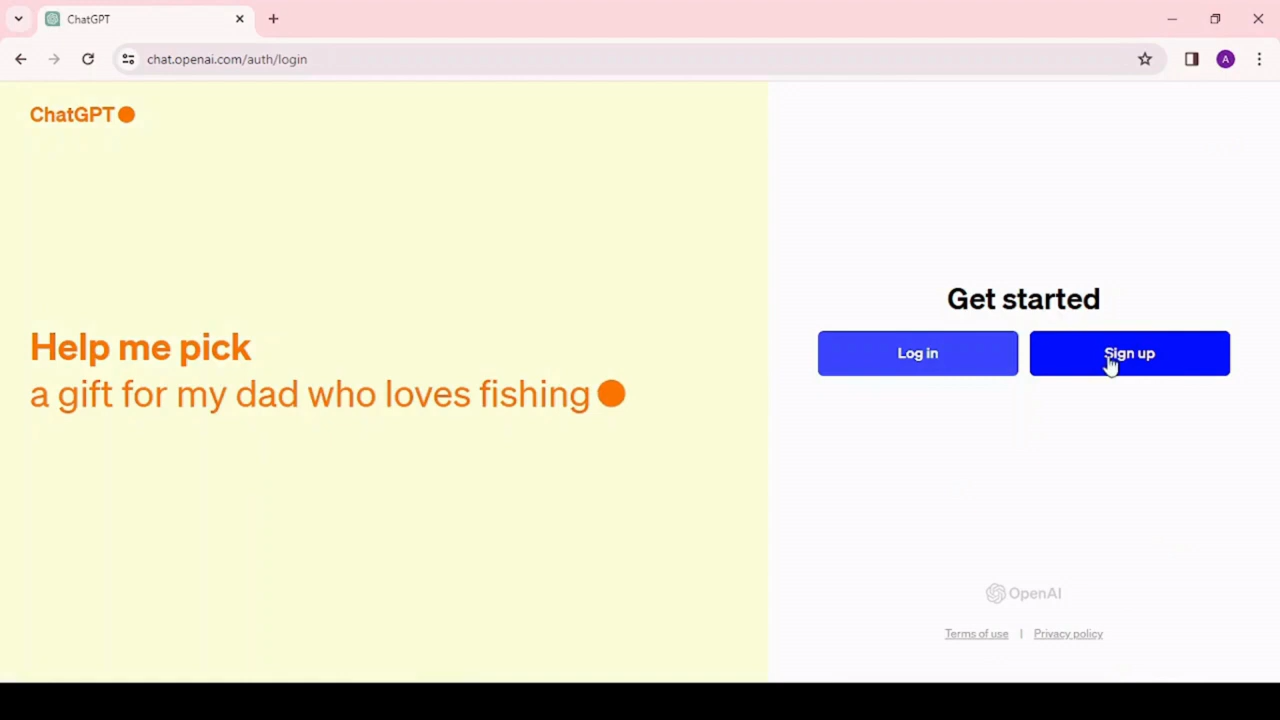 ChatGPT
chat.openai.com/auth/login
A
ChatGPT
Help me pick
a gift for my dad who loves fishing
Get started
Log in
Sign up
OpenAI
Terms of use | Privacy policy